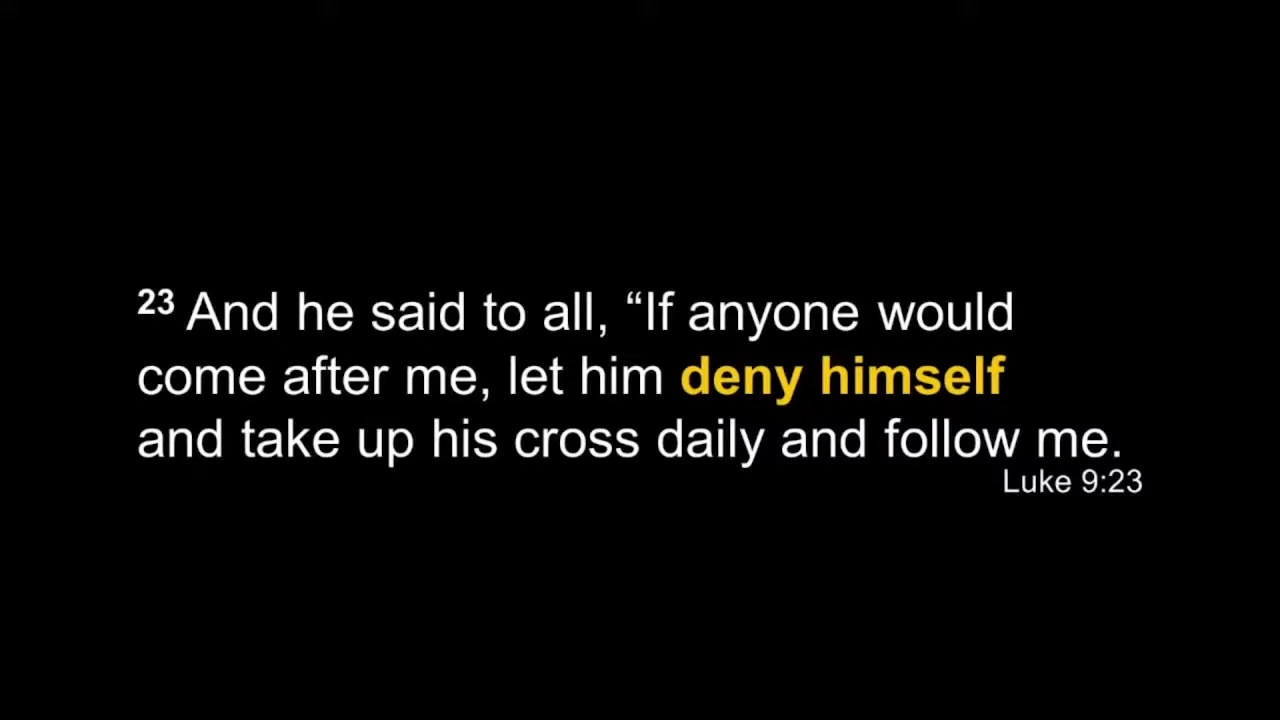 23 And he said to all, “If anyone would
come after me, let him deny himself
and take up his cross daily and follow me.
Luke 9:23